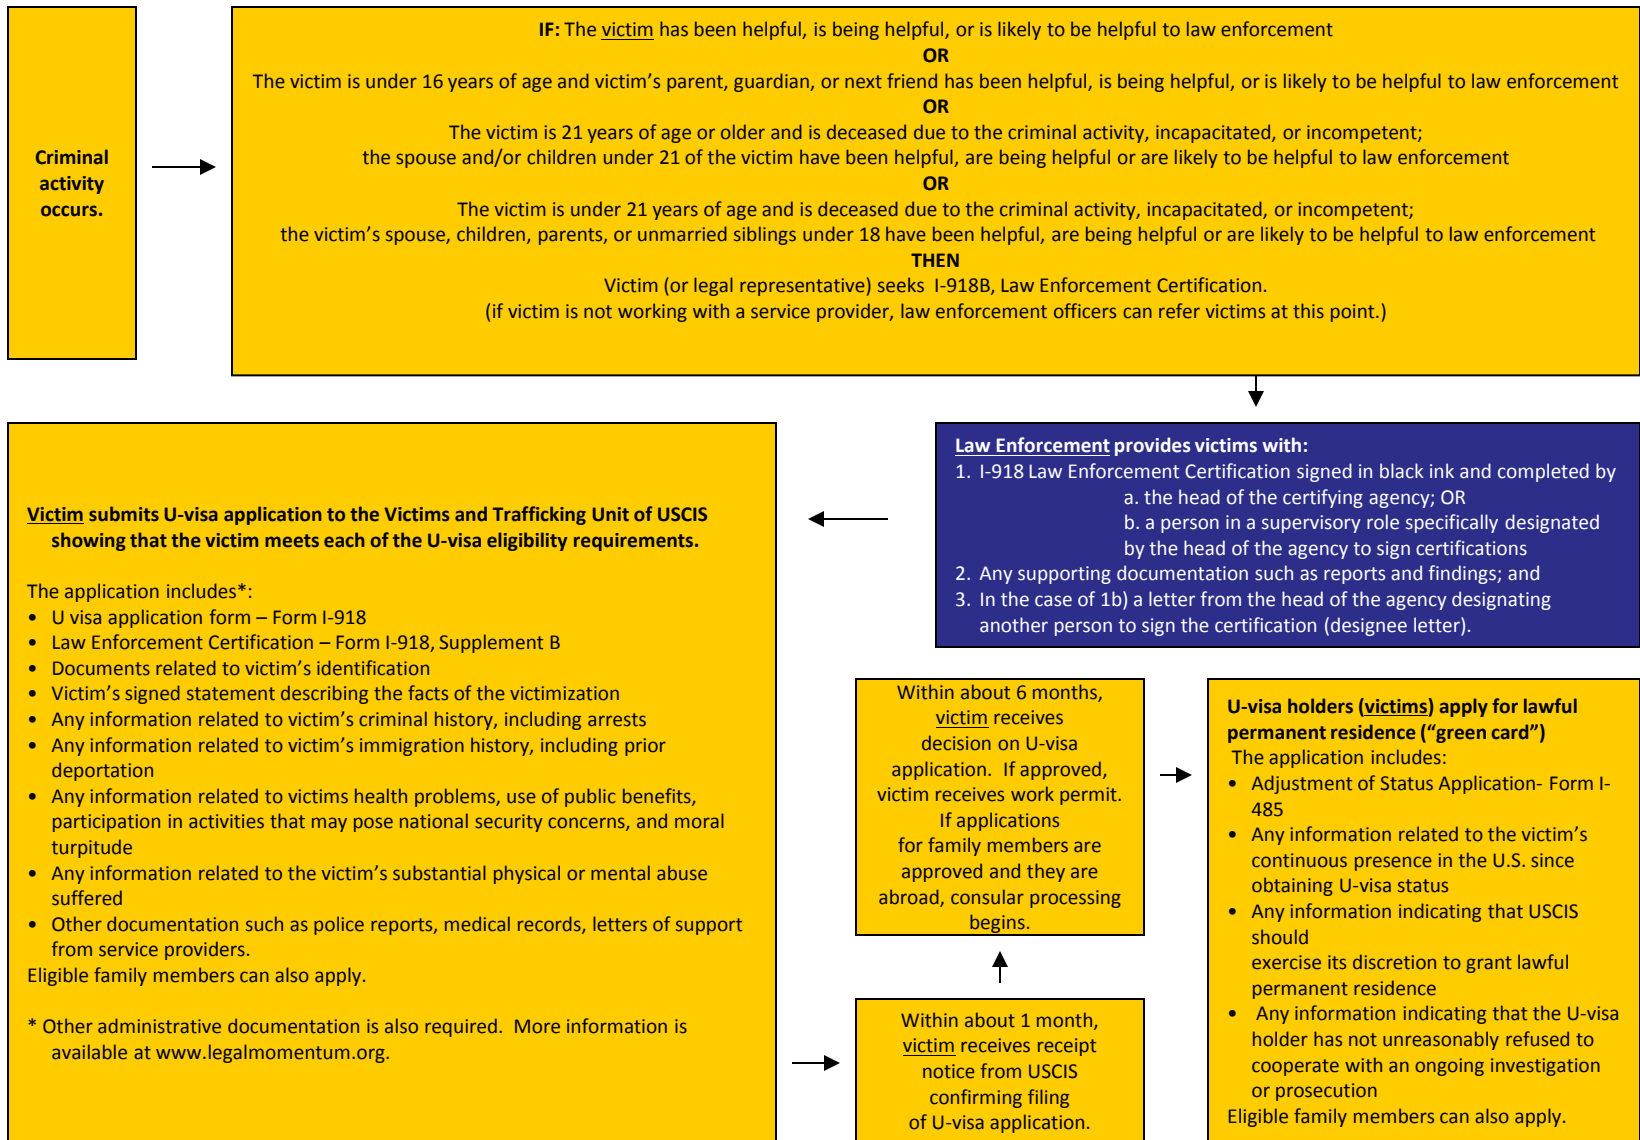 Criminal
activity
occurs.
IF: The victim has been helpful, is being helpful, or is likely to be helpful to law enforcement
OR
The victim is under 16 years of age and victim’s parent, guardian, or next friend has been helpful, is being helpful, or is likely to be helpful to law enforcement
OR
The victim is 21 years of age or older and is deceased due to the criminal activity, incapacitated, or incompetent;
the spouse and/or children under 21 of the victim have been helpful, are being helpful or are likely to be helpful to law enforcement
OR
The victim is under 21 years of age and is deceased due to the criminal activity, incapacitated, or incompetent;
the victim’s spouse, children, parents, or unmarried siblings under 18 have been helpful, are being helpful or are likely to be helpful to law enforcement
THEN
Victim (or legal representative) seeks I-918B, Law Enforcement Certification.
(if victim is not working with a service provider, law enforcement officers can refer victims at this point.)
Law Enforcement provides victims with:
1. I-918 Law Enforcement Certification signed in black ink and completed by
a. the head of the certifying agency; OR
b. a person in a supervisory role specifically designated
by the head of the agency to sign certifications
2. Any supporting documentation such as reports and findings; and
3. In the case of 1b) a letter from the head of the agency designating
another person to sign the certification (designee letter).
Victim submits U-visa application to the Victims and Trafficking Unit of USCIS
showing that the victim meets each of the U-visa eligibility requirements.
The application includes*:
• U visa application form – Form I-918
• Law Enforcement Certification – Form I-918, Supplement B
• Documents related to victim’s identification
• Victim’s signed statement describing the facts of the victimization
• Any information related to victim’s criminal history, including arrests
• Any information related to victim’s immigration history, including prior
deportation
• Any information related to victims health problems, use of public benefits,
participation in activities that may pose national security concerns, and moral
turpitude
• Any information related to the victim’s substantial physical or mental abuse
suffered
• Other documentation such as police reports, medical records, letters of support
from service providers.
Eligible family members can also apply.
* Other administrative documentation is also required. More information is
available at www.legalmomentum.org.
Within about 1 month,
victim receives receipt
notice from USCIS
confirming filing
of U-visa application.
Within about 6 months,
victim receives
decision on U-visa
application. If approved,
victim receives work permit.
If applications
for family members are
approved and they are
abroad, consular processing
begins.
U-visa holders (victims) apply for lawful
permanent residence (“green card”)
The application includes:
• Adjustment of Status Application- Form I-
485
• Any information related to the victim’s
continuous presence in the U.S. since
obtaining U-visa status
• Any information indicating that USCIS
should
exercise its discretion to grant lawful
permanent residence
• Any information indicating that the U-visa
holder has not unreasonably refused to
cooperate with an ongoing investigation
or prosecution
Eligible family members can also apply.